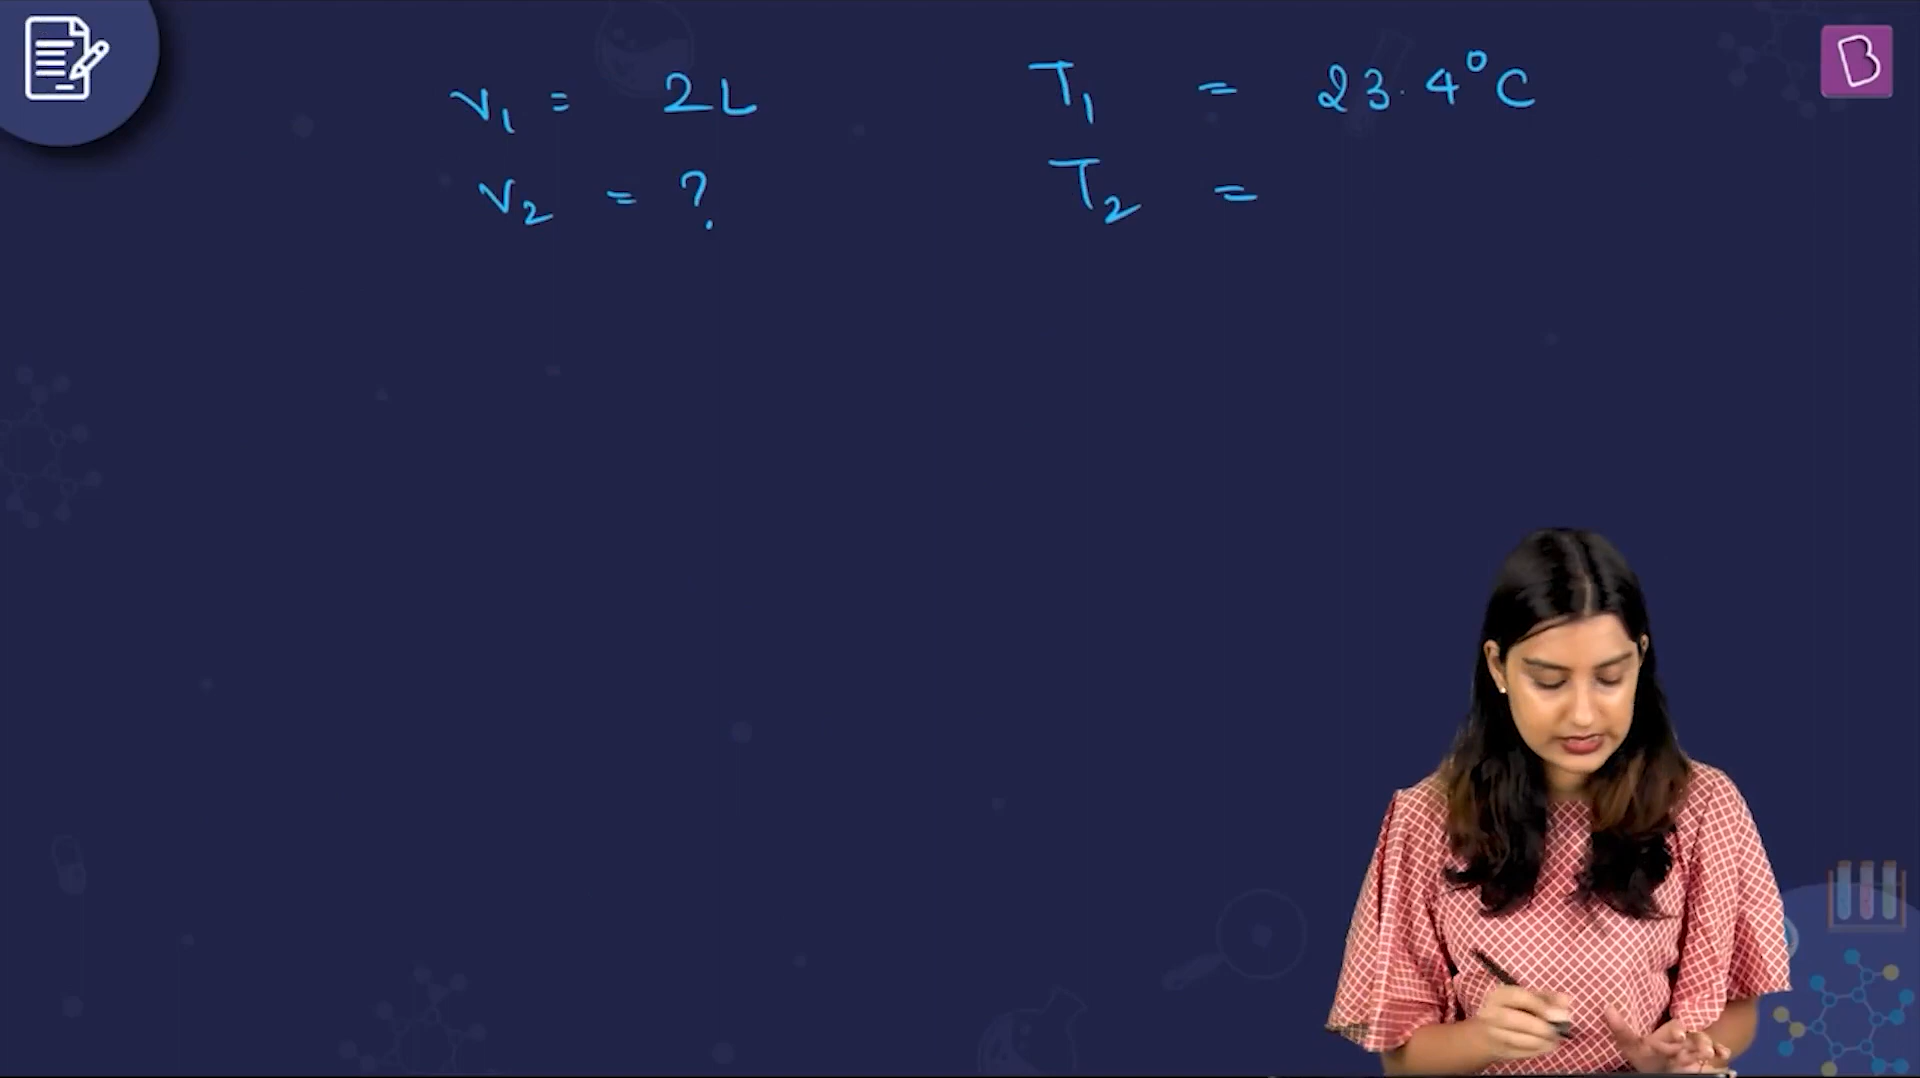 V₁ = 2L T₁ = 23.4°C
V₂ = ? T₂ =
B